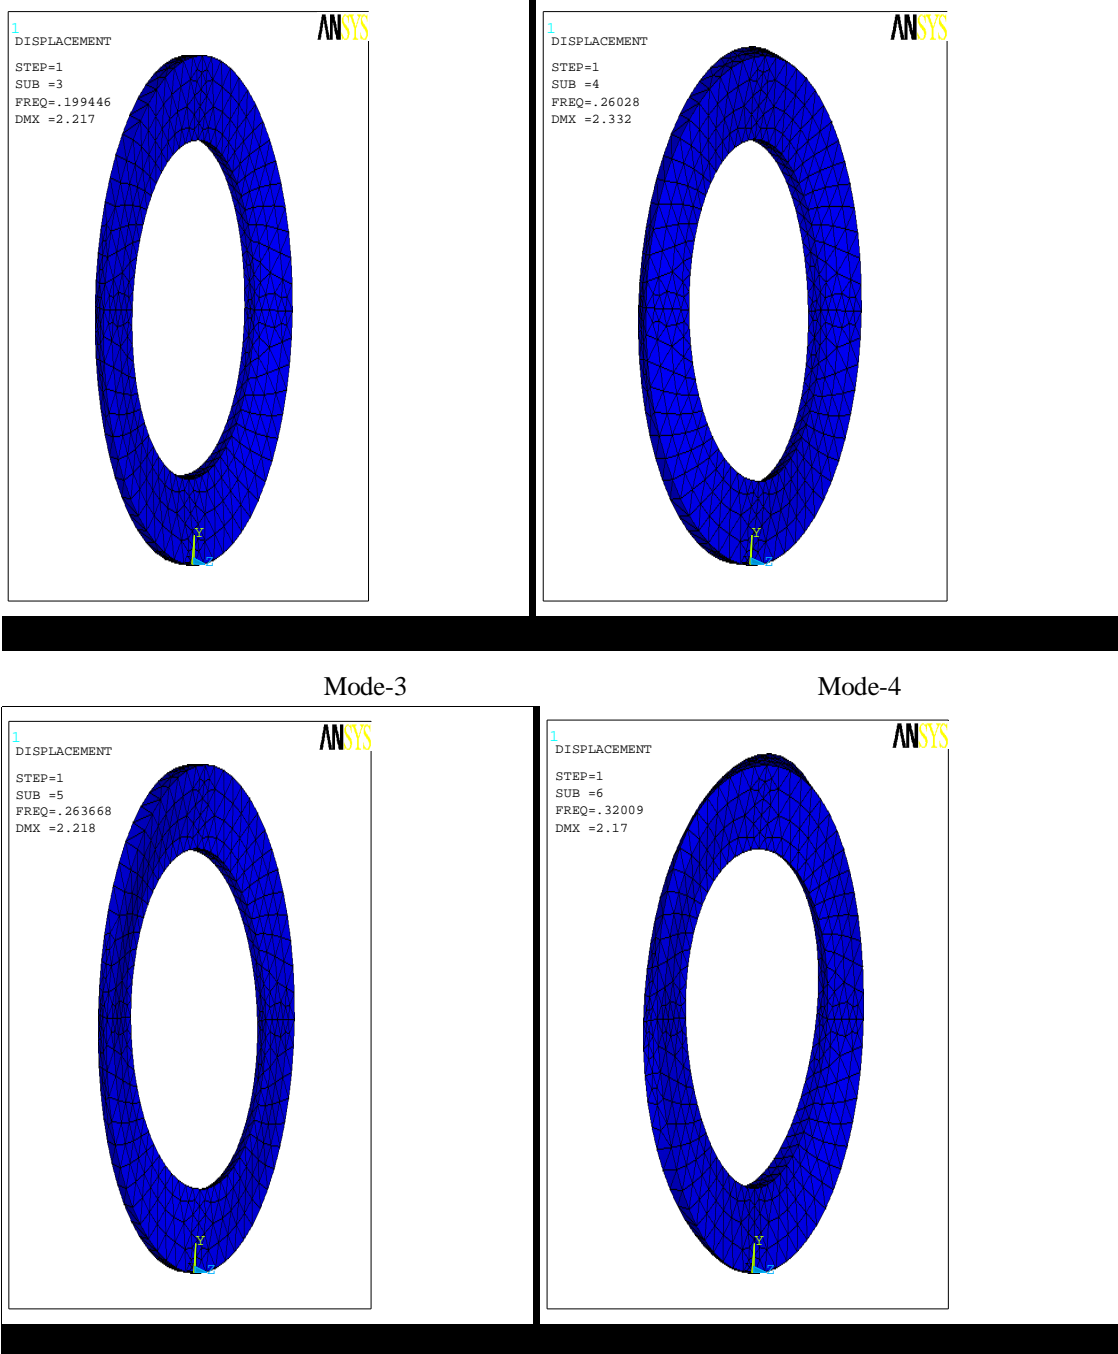 1
ANSYS
DISPLACEMENT
STEP=1
SUB =3
FREQ=.199446
DMX =2.217
Y
Z
1
ANSYS
DISPLACEMENT
STEP=1
SUB =4
FREQ=.26028
DMX =2.332
Y
Z
Mode-3
Mode-4
1
ANSYS
DISPLACEMENT
STEP=1
SUB =5
FREQ=.263668
DMX =2.218
Y
Z
1
ANSYS
DISPLACEMENT
STEP=1
SUB =6
FREQ=.32009
DMX =2.17
Y
Z